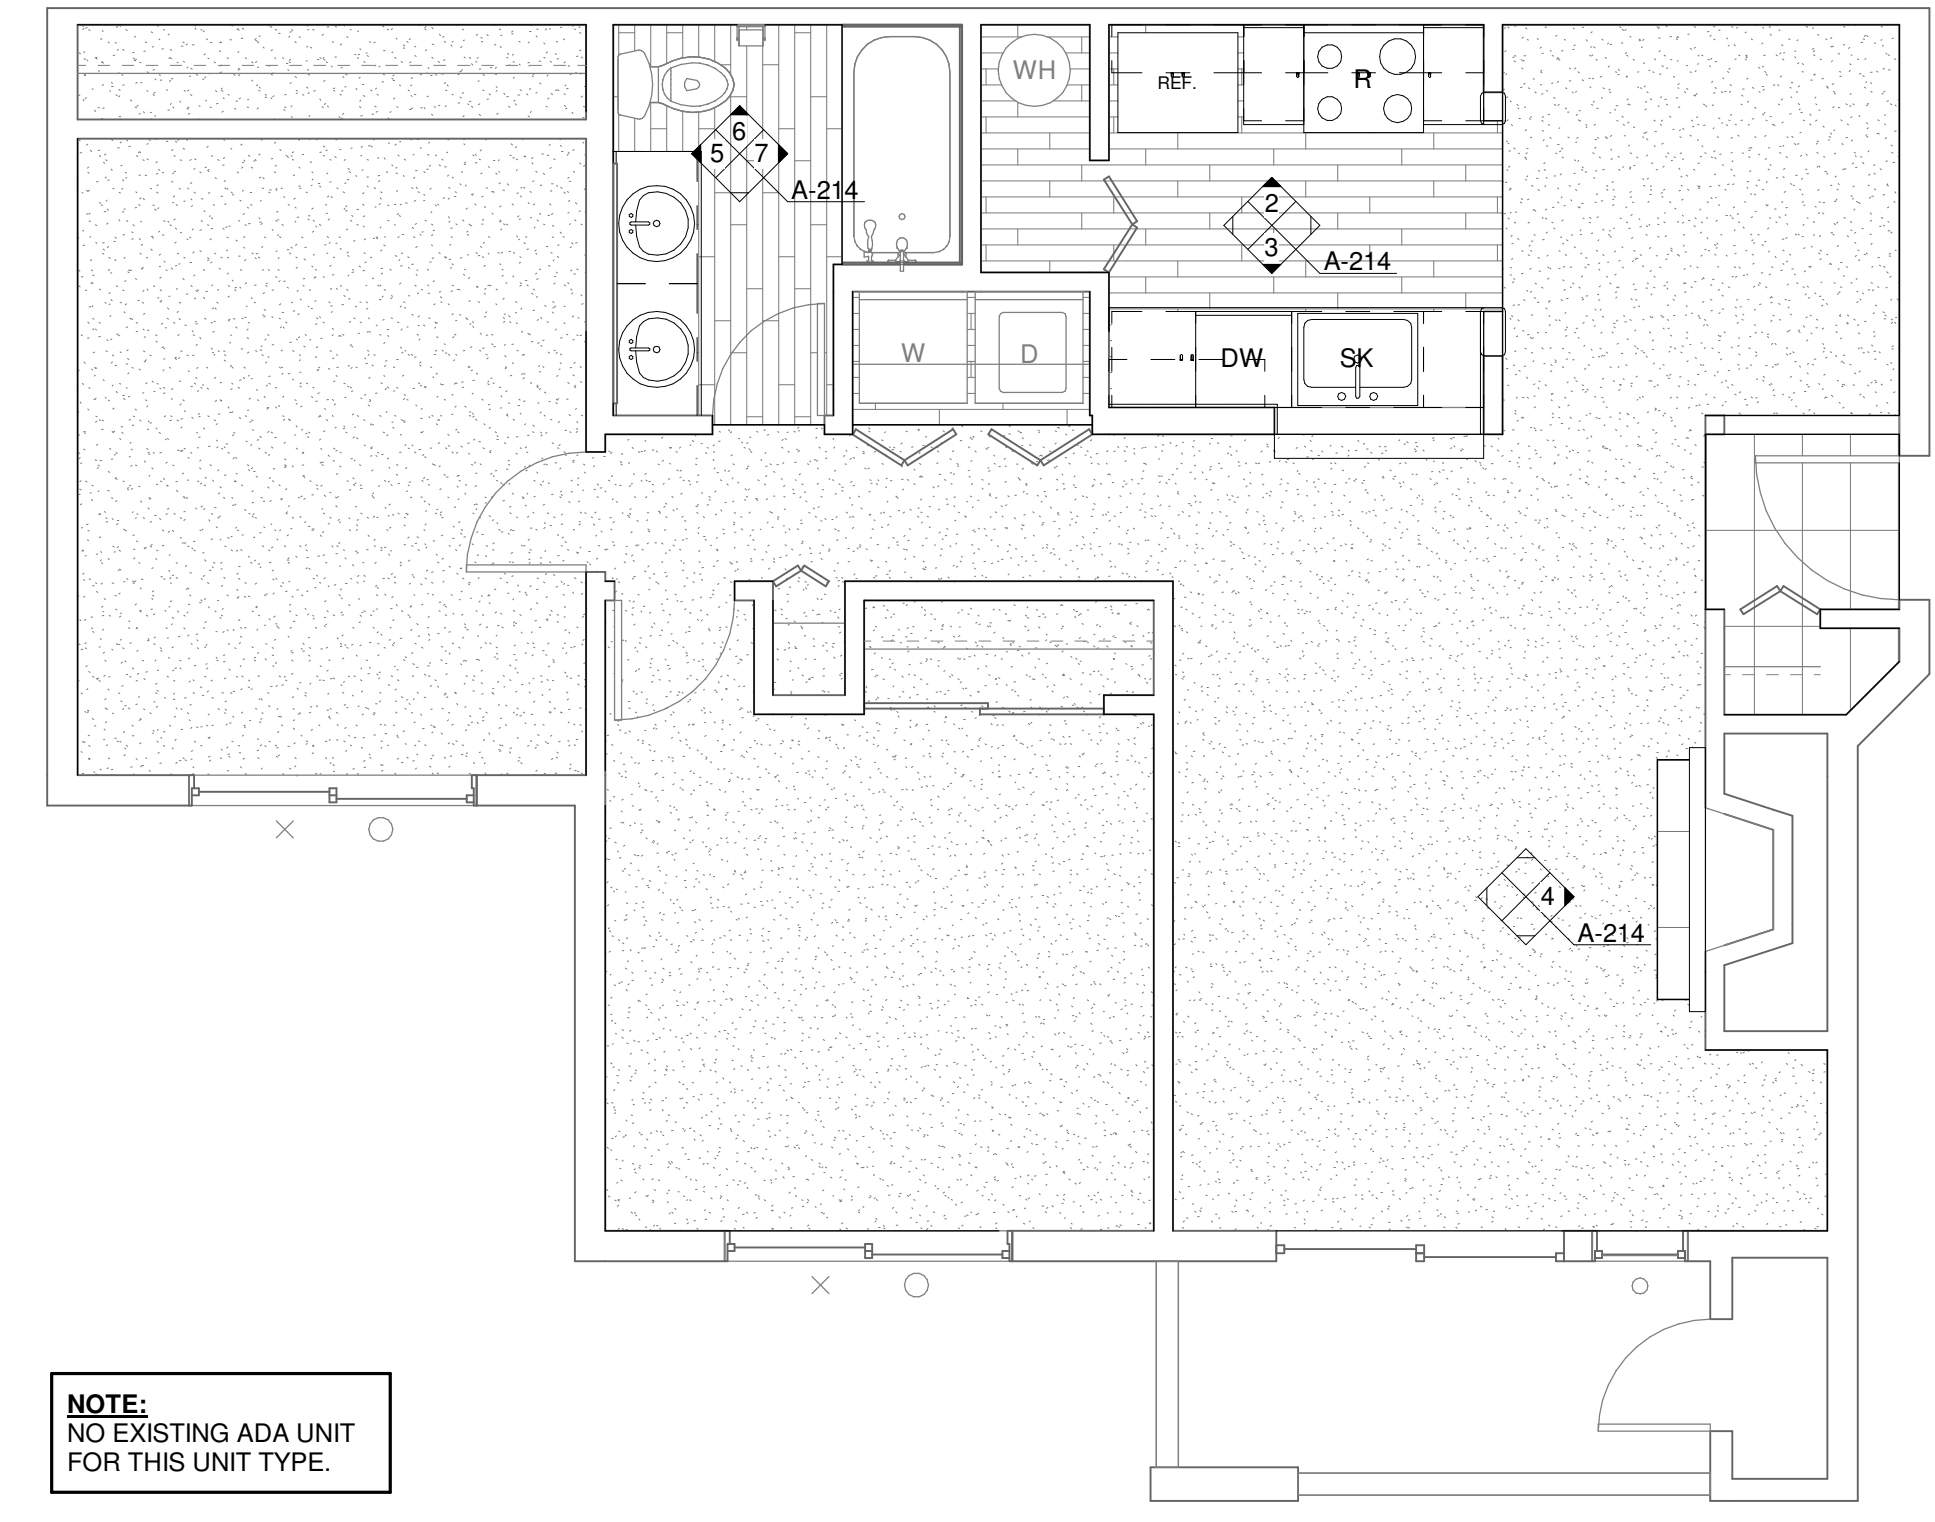 WH
REF.
R
6
5
7
A-214
2
3
A-214
W
D
DW
SK
4
A-214
NOTE:
NO EXISTING ADA UNIT
FOR THIS UNIT TYPE.